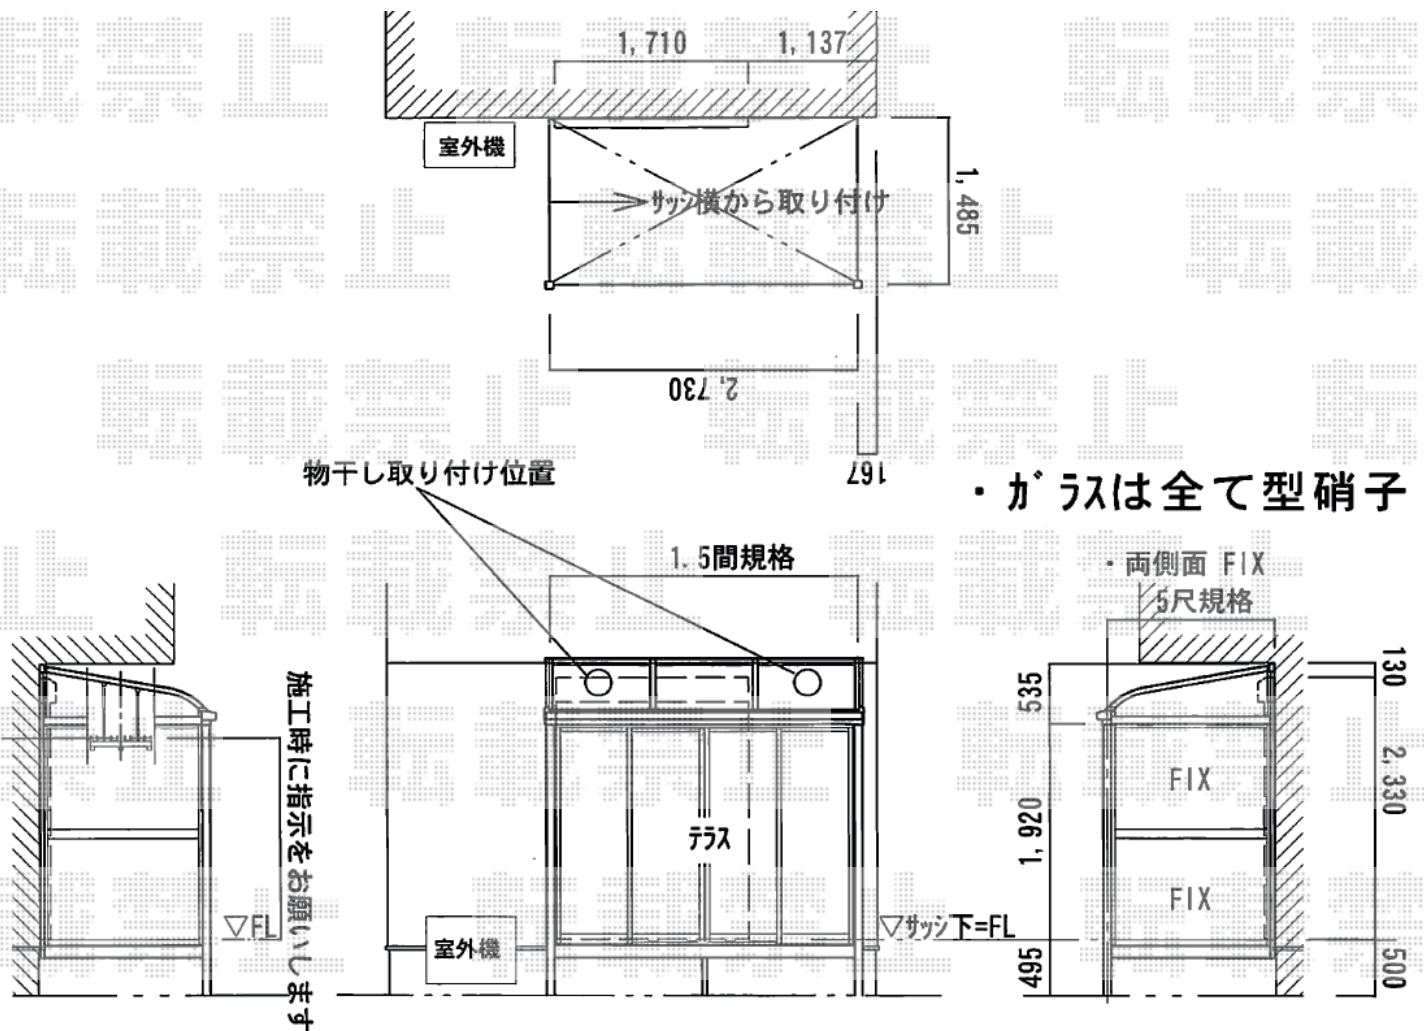 転載禁止
1,710
1,137
室外機
1,485
サッシ横から取り付け
2,730
167
物干し取り付け位置
・ガラスは全て型硝子
1.5間規格
・両側面 FIX
5尺規格
施工時に指示をお願いします
▽FL
室外機
テラス
▽サッシ下=FL
535
1,920
495
FIX
FIX
130
2,330
500